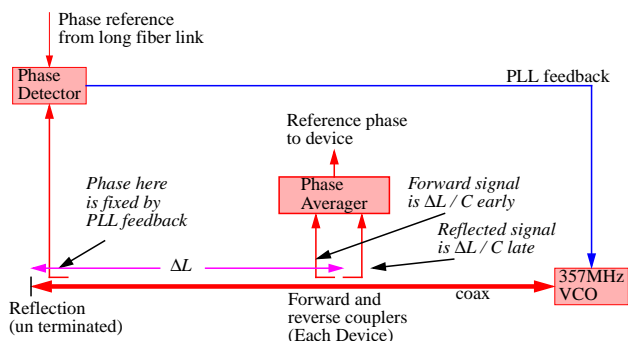 Phase reference
from long fiber link
Phase
Detector
PLL feedback
Reference phase
to device
Phase
Averager
Phase here
is fixed by
PLL feedback
Forward signal
is ΔL / C early
Reflected signal
is ΔL / C late
ΔL
Reflection
(un terminated)
Forward and
reverse couplers
(Each Device)
coax
357MHz
VCO